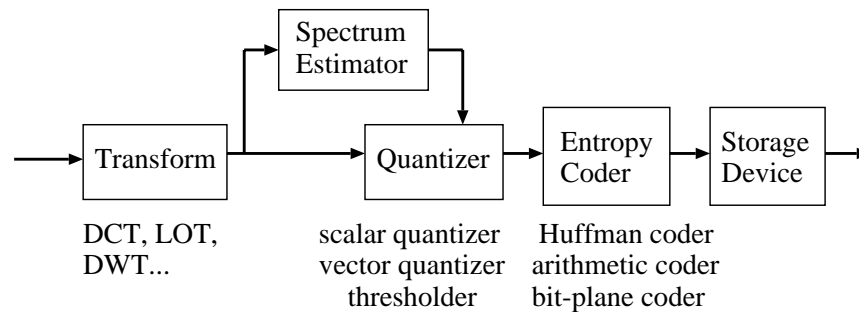 Spectrum
Estimator
Transform
Quantizer
Entropy
Coder
Storage
Device
DCT, LOT,
DWT...
scalar quantizer
vector quantizer
thresholder
Huffman coder
arithmetic coder
bit-plane coder